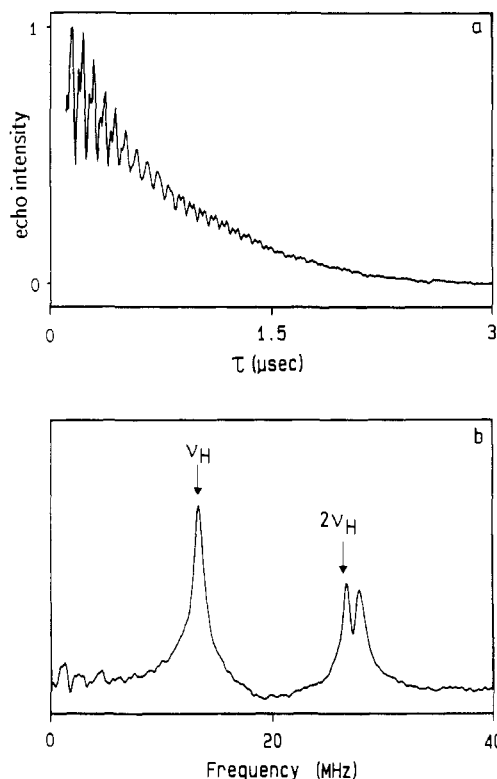 a
1
echo intensity
0
0
1.5
3
τ (μsec)
b
νH
2νH
0
20
40
Frequency (MHz)